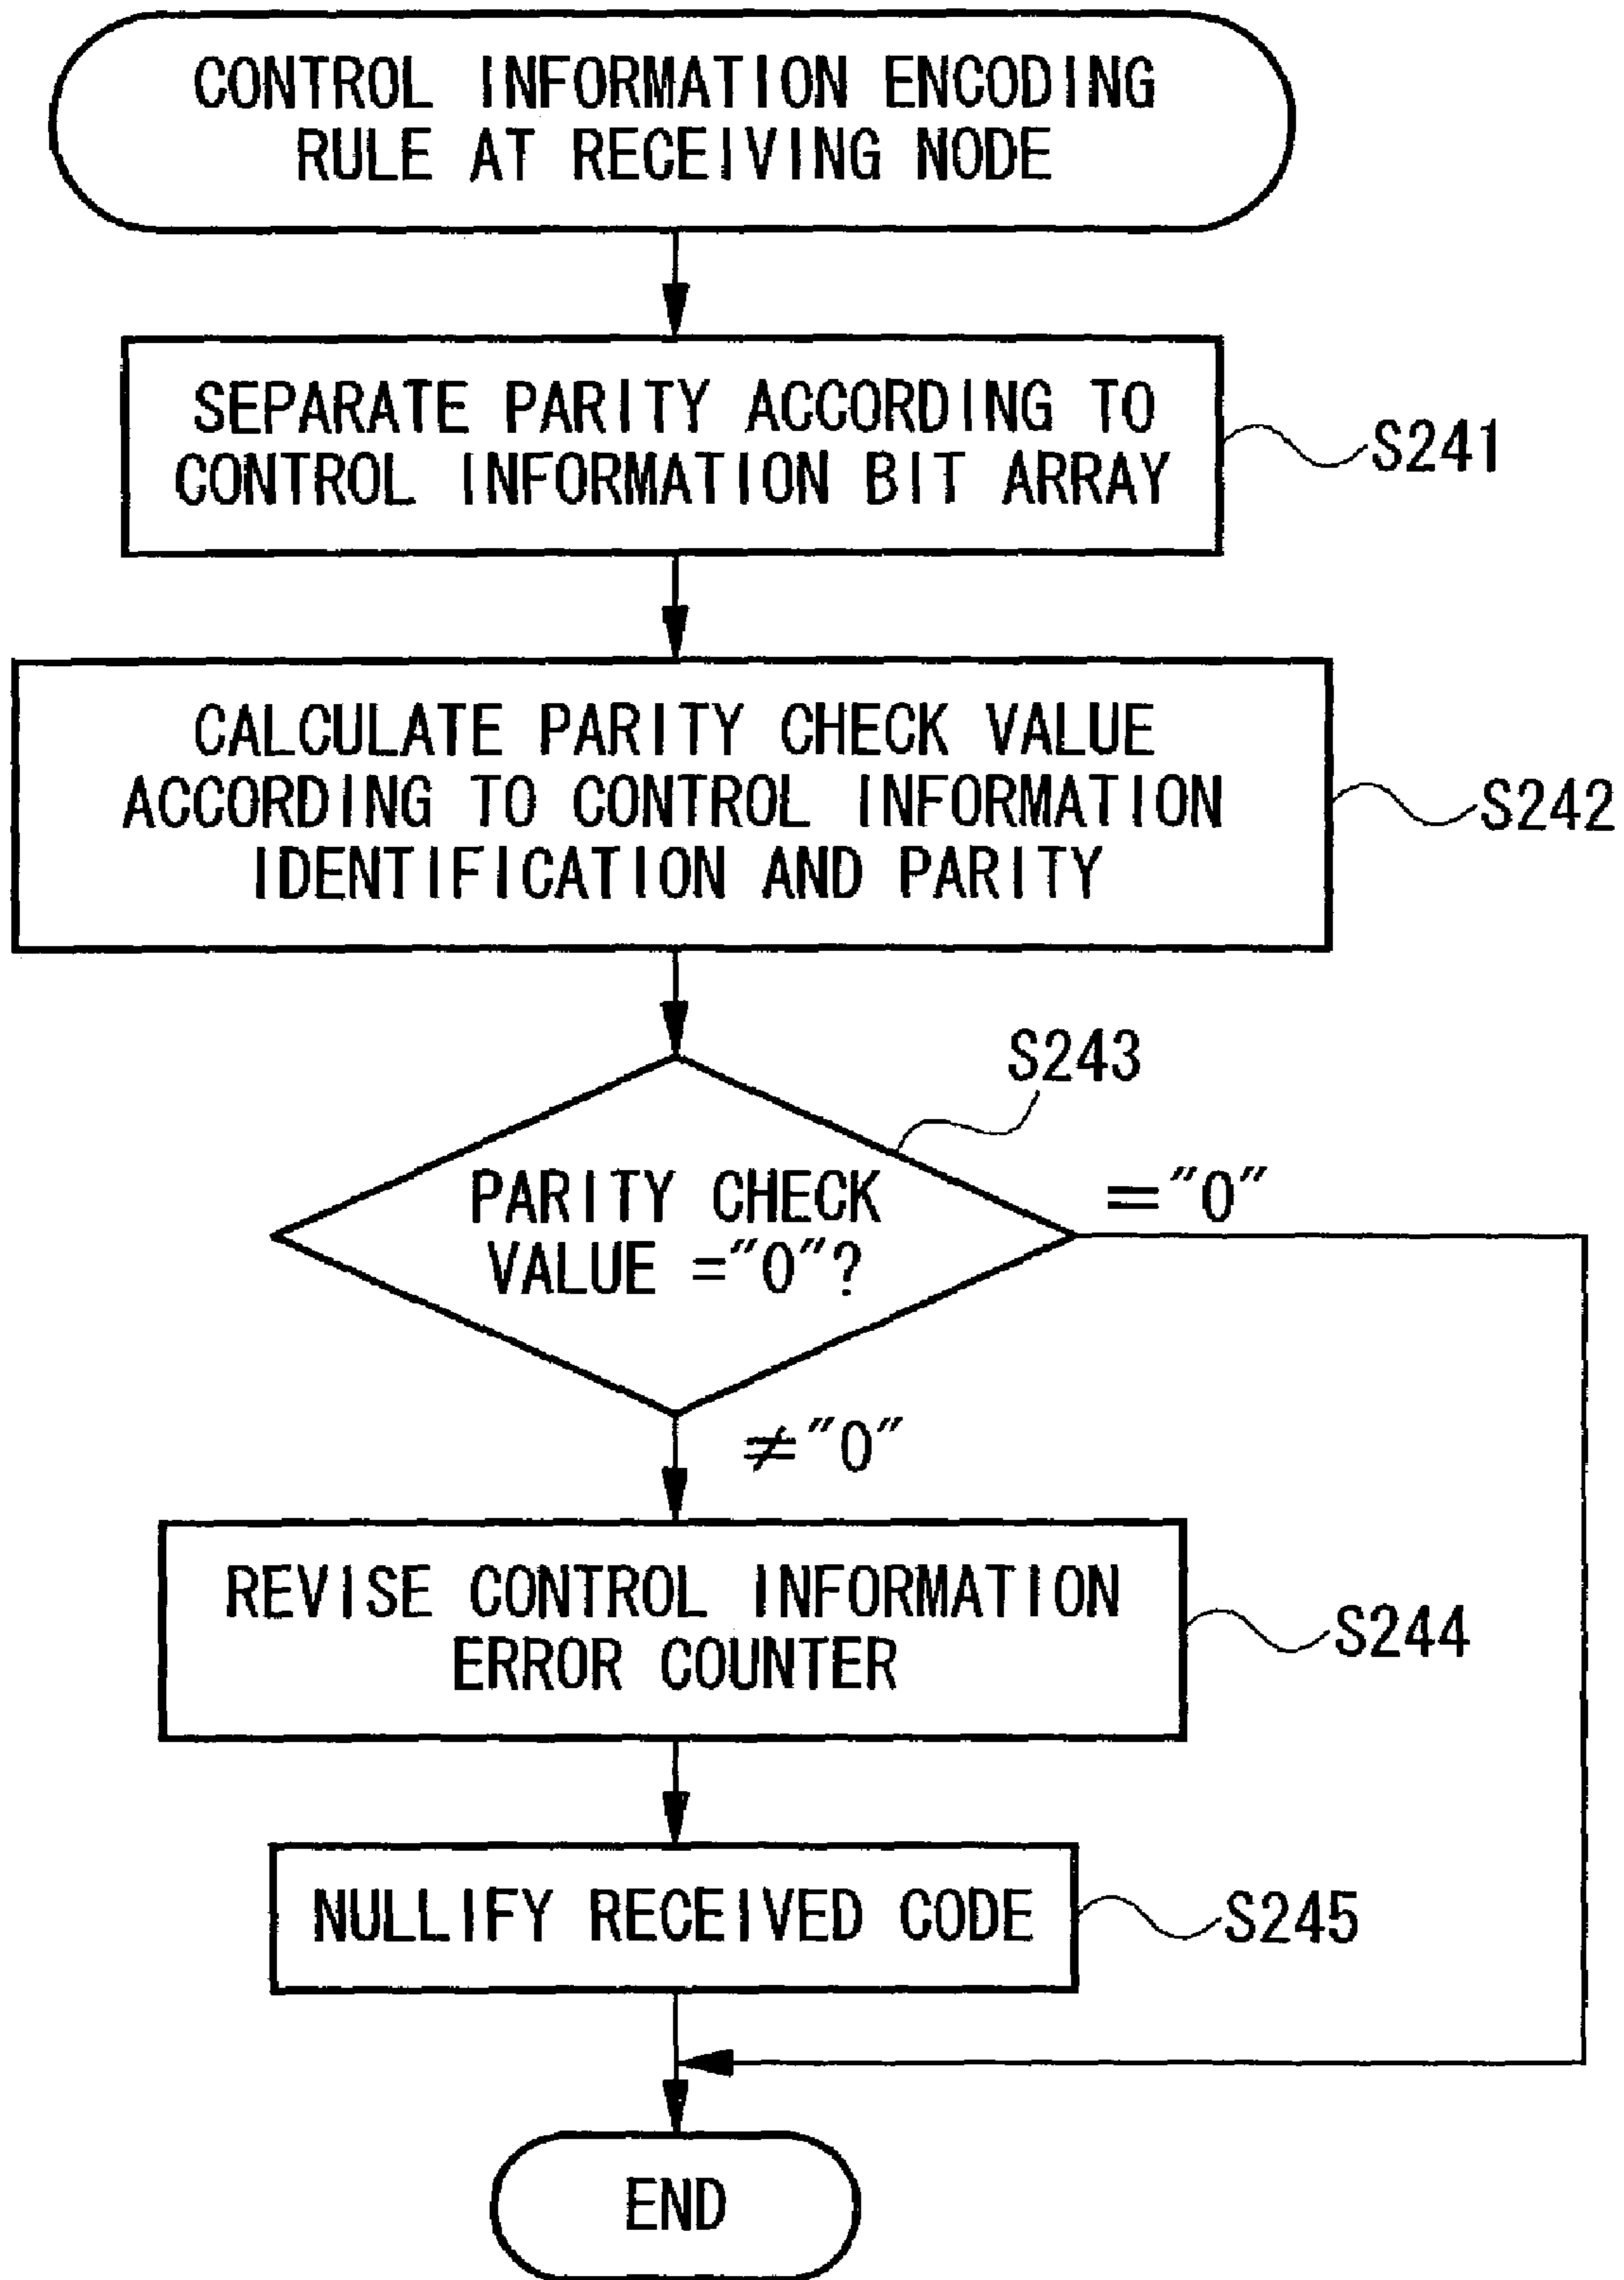 CONTROL INFORMATION ENCODING
RULE AT RECEIVING NODE
SEPARATE PARITY ACCORDING TO
CONTROL INFORMATION BIT ARRAY
S241
CALCULATE PARITY CHECK VALUE
ACCORDING TO CONTROL INFORMATION
IDENTIFICATION AND PARITY
S242
S243
PARITY CHECK
VALUE ="0"?
="0"
≠"0"
REVISE CONTROL INFORMATION
ERROR COUNTER
S244
NULLIFY RECEIVED CODE
S245
END